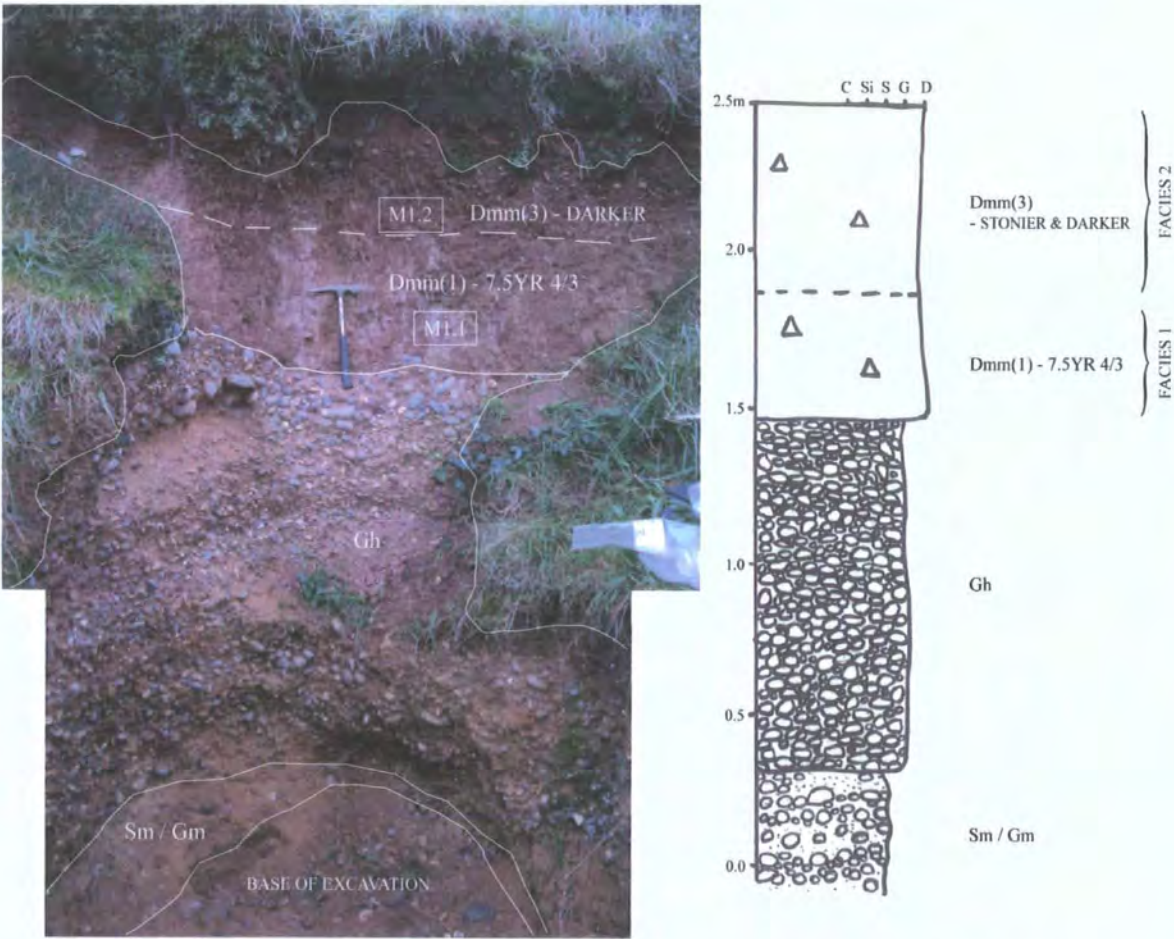 M1.2 Dmm(3) - DARKER
Dmm(1) - 7.5YR 4/3
M1.1
Gh
Sm / Gm
BASE OF EXCAVATION
C Si S G D
2.5m
2.0
1.5
1.0
0.5
0.0
Dmm(3)
- STONIER & DARKER
FACIES 2
Dmm(1) - 7.5YR 4/3
FACIES 1
Gh
Sm / Gm